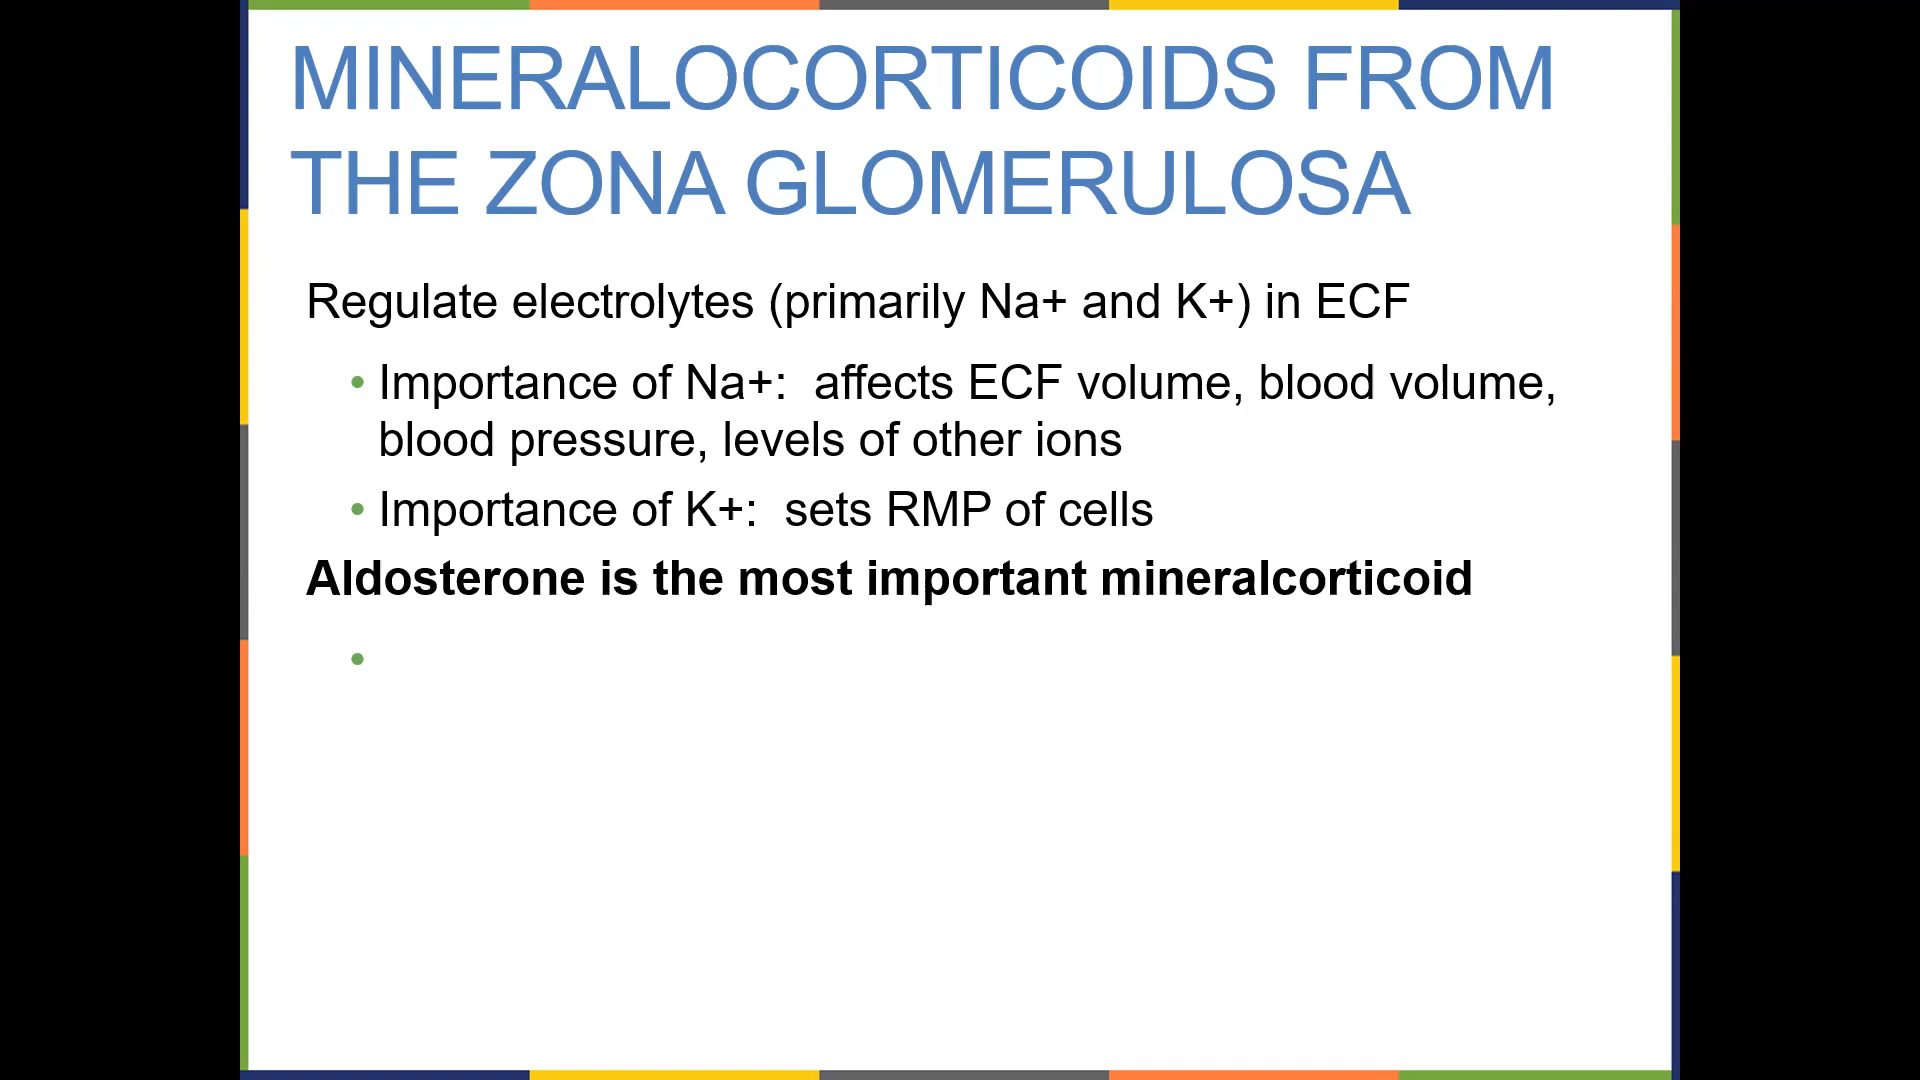 MINERALOCORTICOIDS FROM
THE ZONA GLOMERULOSA
Regulate electrolytes (primarily Na+ and K+) in ECF
• Importance of Na+:  affects ECF volume, blood volume,
blood pressure, levels of other ions
• Importance of K+:  sets RMP of cells
Aldosterone is the most important mineralcorticoid
•